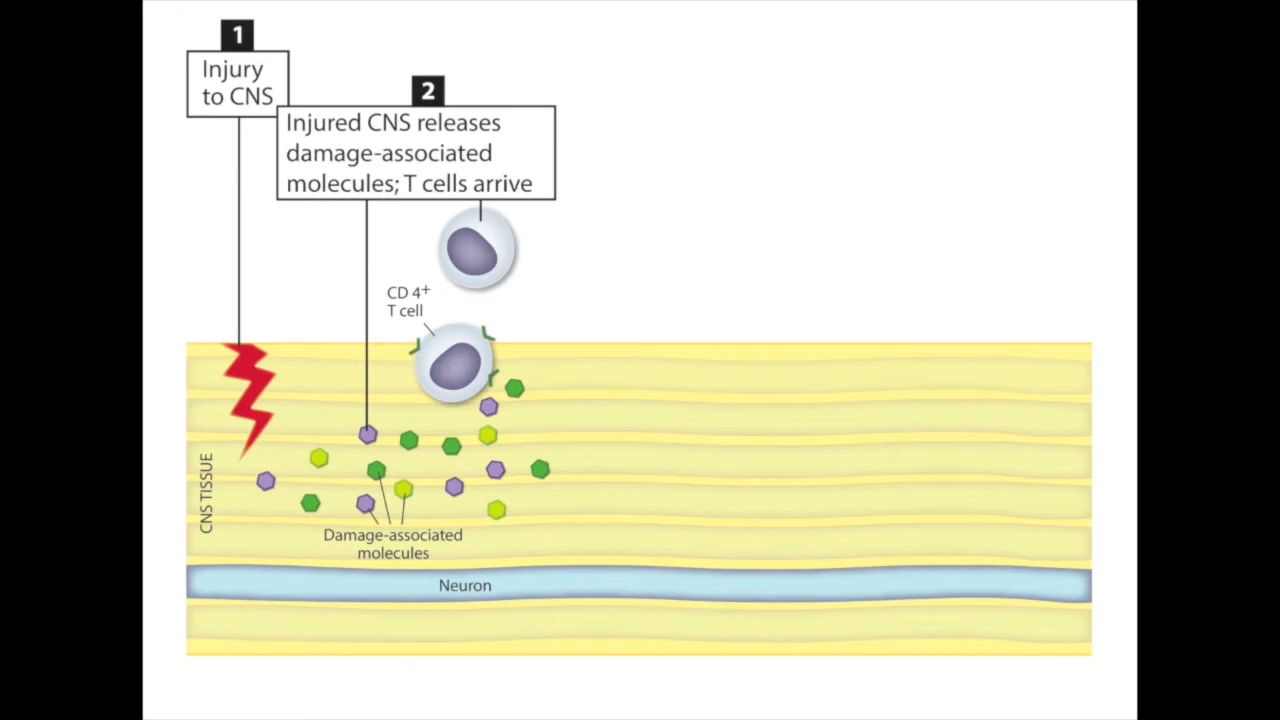 1
Injury
to CNS
2
Injured CNS releases
damage-associated
molecules; T cells arrive
CD 4+
T cell
CNS TISSUE
Damage-associated
molecules
Neuron